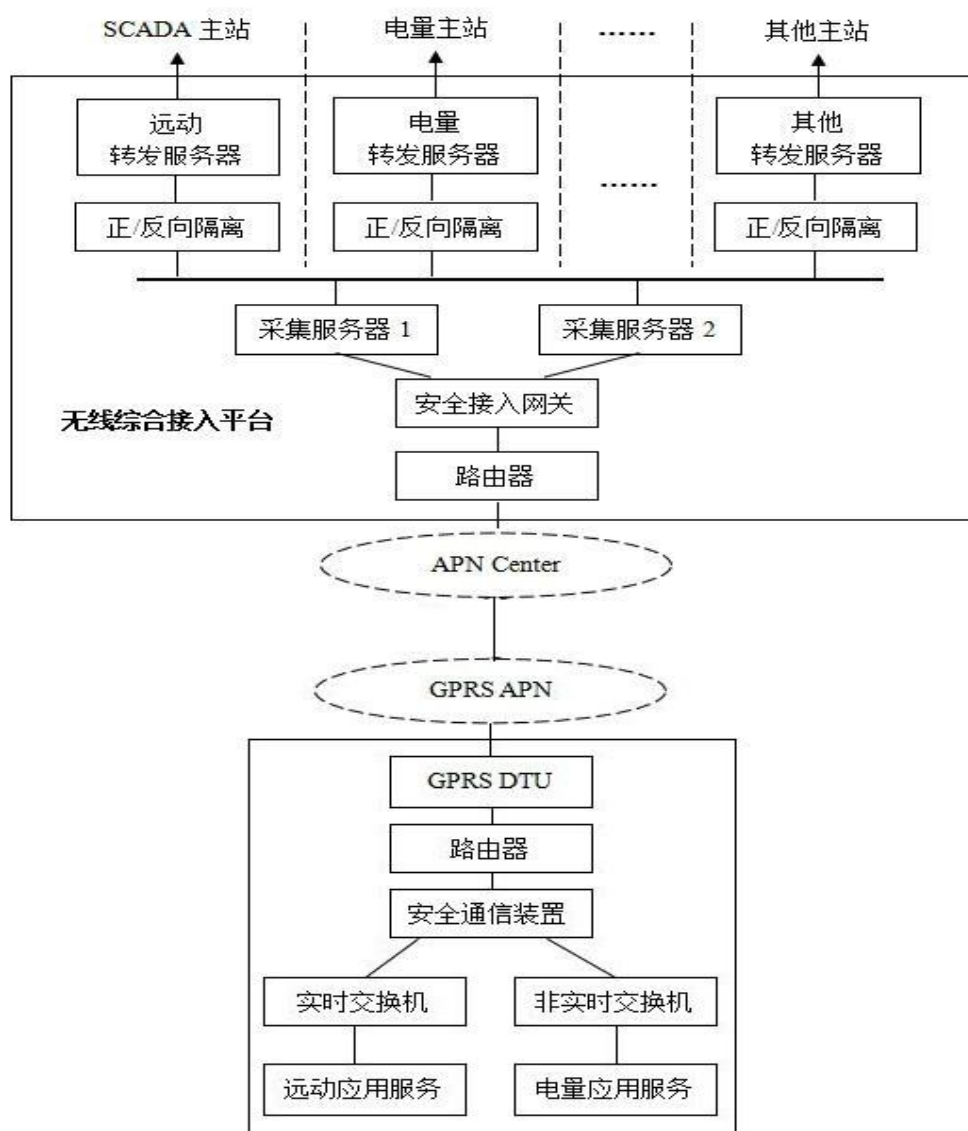 SCADA 主站
电量主站
······
其他主站
远动
转发服务器
电量
转发服务器
······
其他
转发服务器
正/反向隔离
正/反向隔离
正/反向隔离
采集服务器 1
采集服务器 2
安全接入网关
无线综合接入平台
路由器
APN Center
GPRS APN
GPRS DTU
路由器
安全通信装置
实时交换机
非实时交换机
远动应用服务
电量应用服务